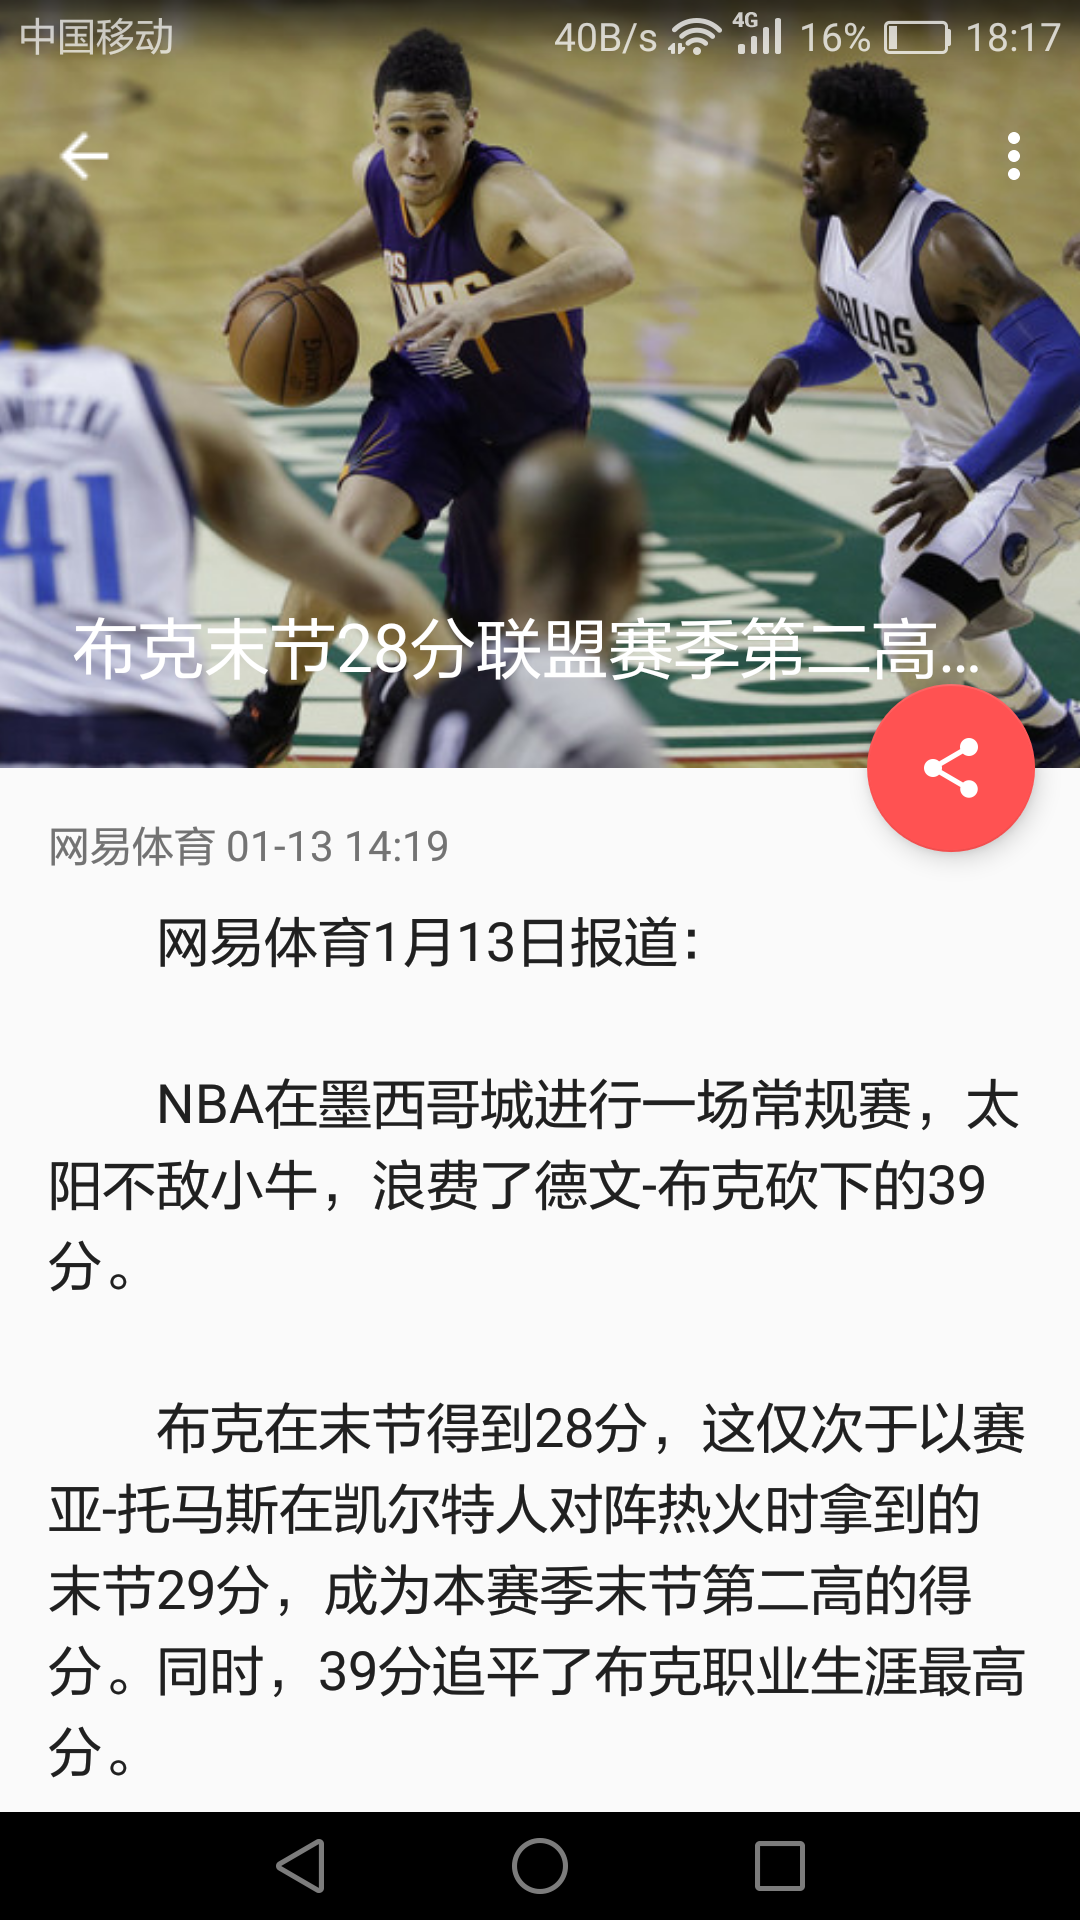 中国移动 40B/s 4G 16% 18:17
DALLAS
23
41
布克末节28分联盟赛季第二高...
网易体育 01-13 14:19
网易体育1月13日报道：
NBA在墨西哥城进行一场常规赛，太
阳不敌小牛，浪费了德文-布克砍下的39
分。
布克在末节得到28分，这仅次于以赛
亚-托马斯在凯尔特人对阵热火时拿到的
末节29分，成为本赛季末节第二高的得
分。同时，39分追平了布克职业生涯最高
分。